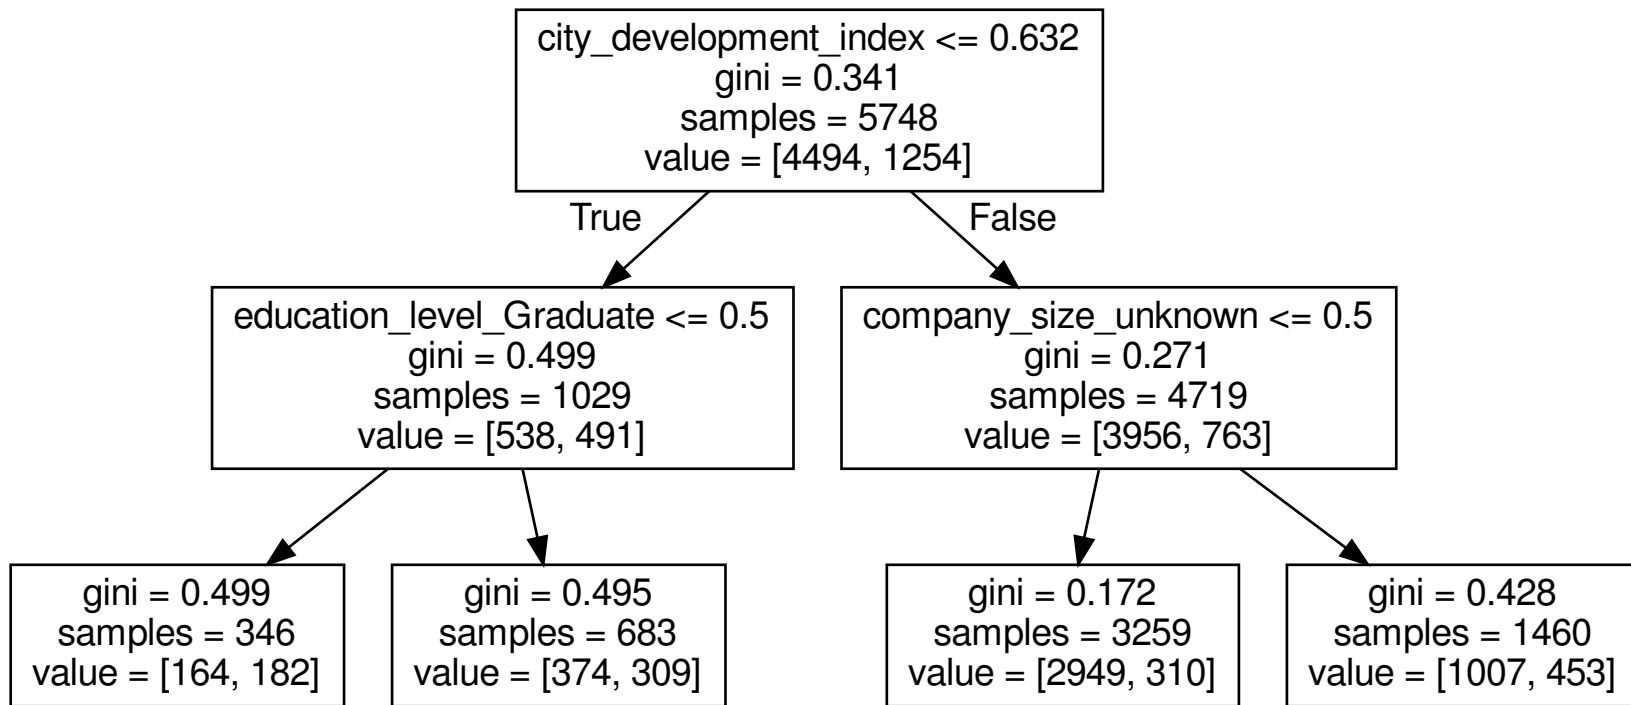 city_development_index <= 0.632
gini = 0.341
samples = 5748
value = [4494, 1254]
True
False
education_level_Graduate <= 0.5
gini = 0.499
samples = 1029
value = [538, 491]
company_size_unknown <= 0.5
gini = 0.271
samples = 4719
value = [3956, 763]
gini = 0.499
samples = 346
value = [164, 182]
gini = 0.495
samples = 683
value = [374, 309]
gini = 0.172
samples = 3259
value = [2949, 310]
gini = 0.428
samples = 1460
value = [1007, 453]